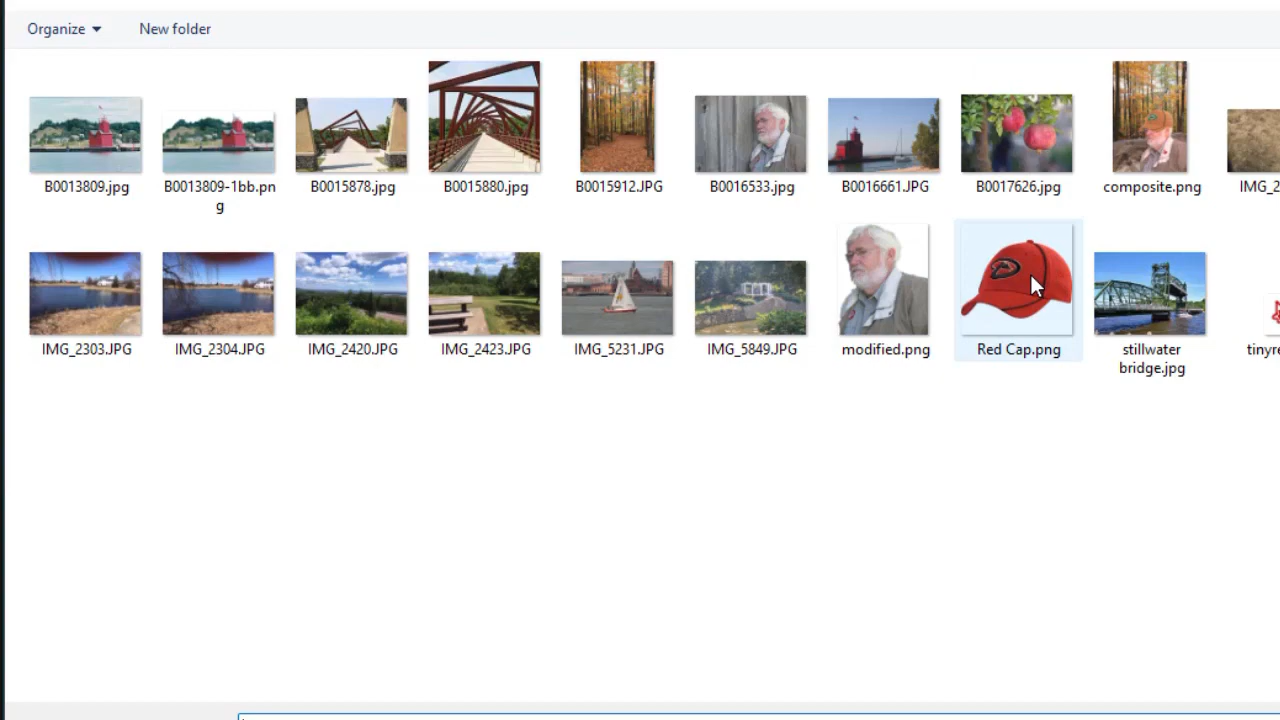 Organize New folder
B0013809.jpg B0013809-1bb.pn B0015878.jpg B0015880.jpg B0015912.JPG B0016533.jpg B0016661.JPG B0017626.jpg composite.png IMG_2
g
IMG_2303.JPG IMG_2304.JPG IMG_2420.JPG IMG_2423.JPG IMG_5231.JPG IMG_5849.JPG modified.png Red Cap.png stillwater tinyre
bridge.jpg